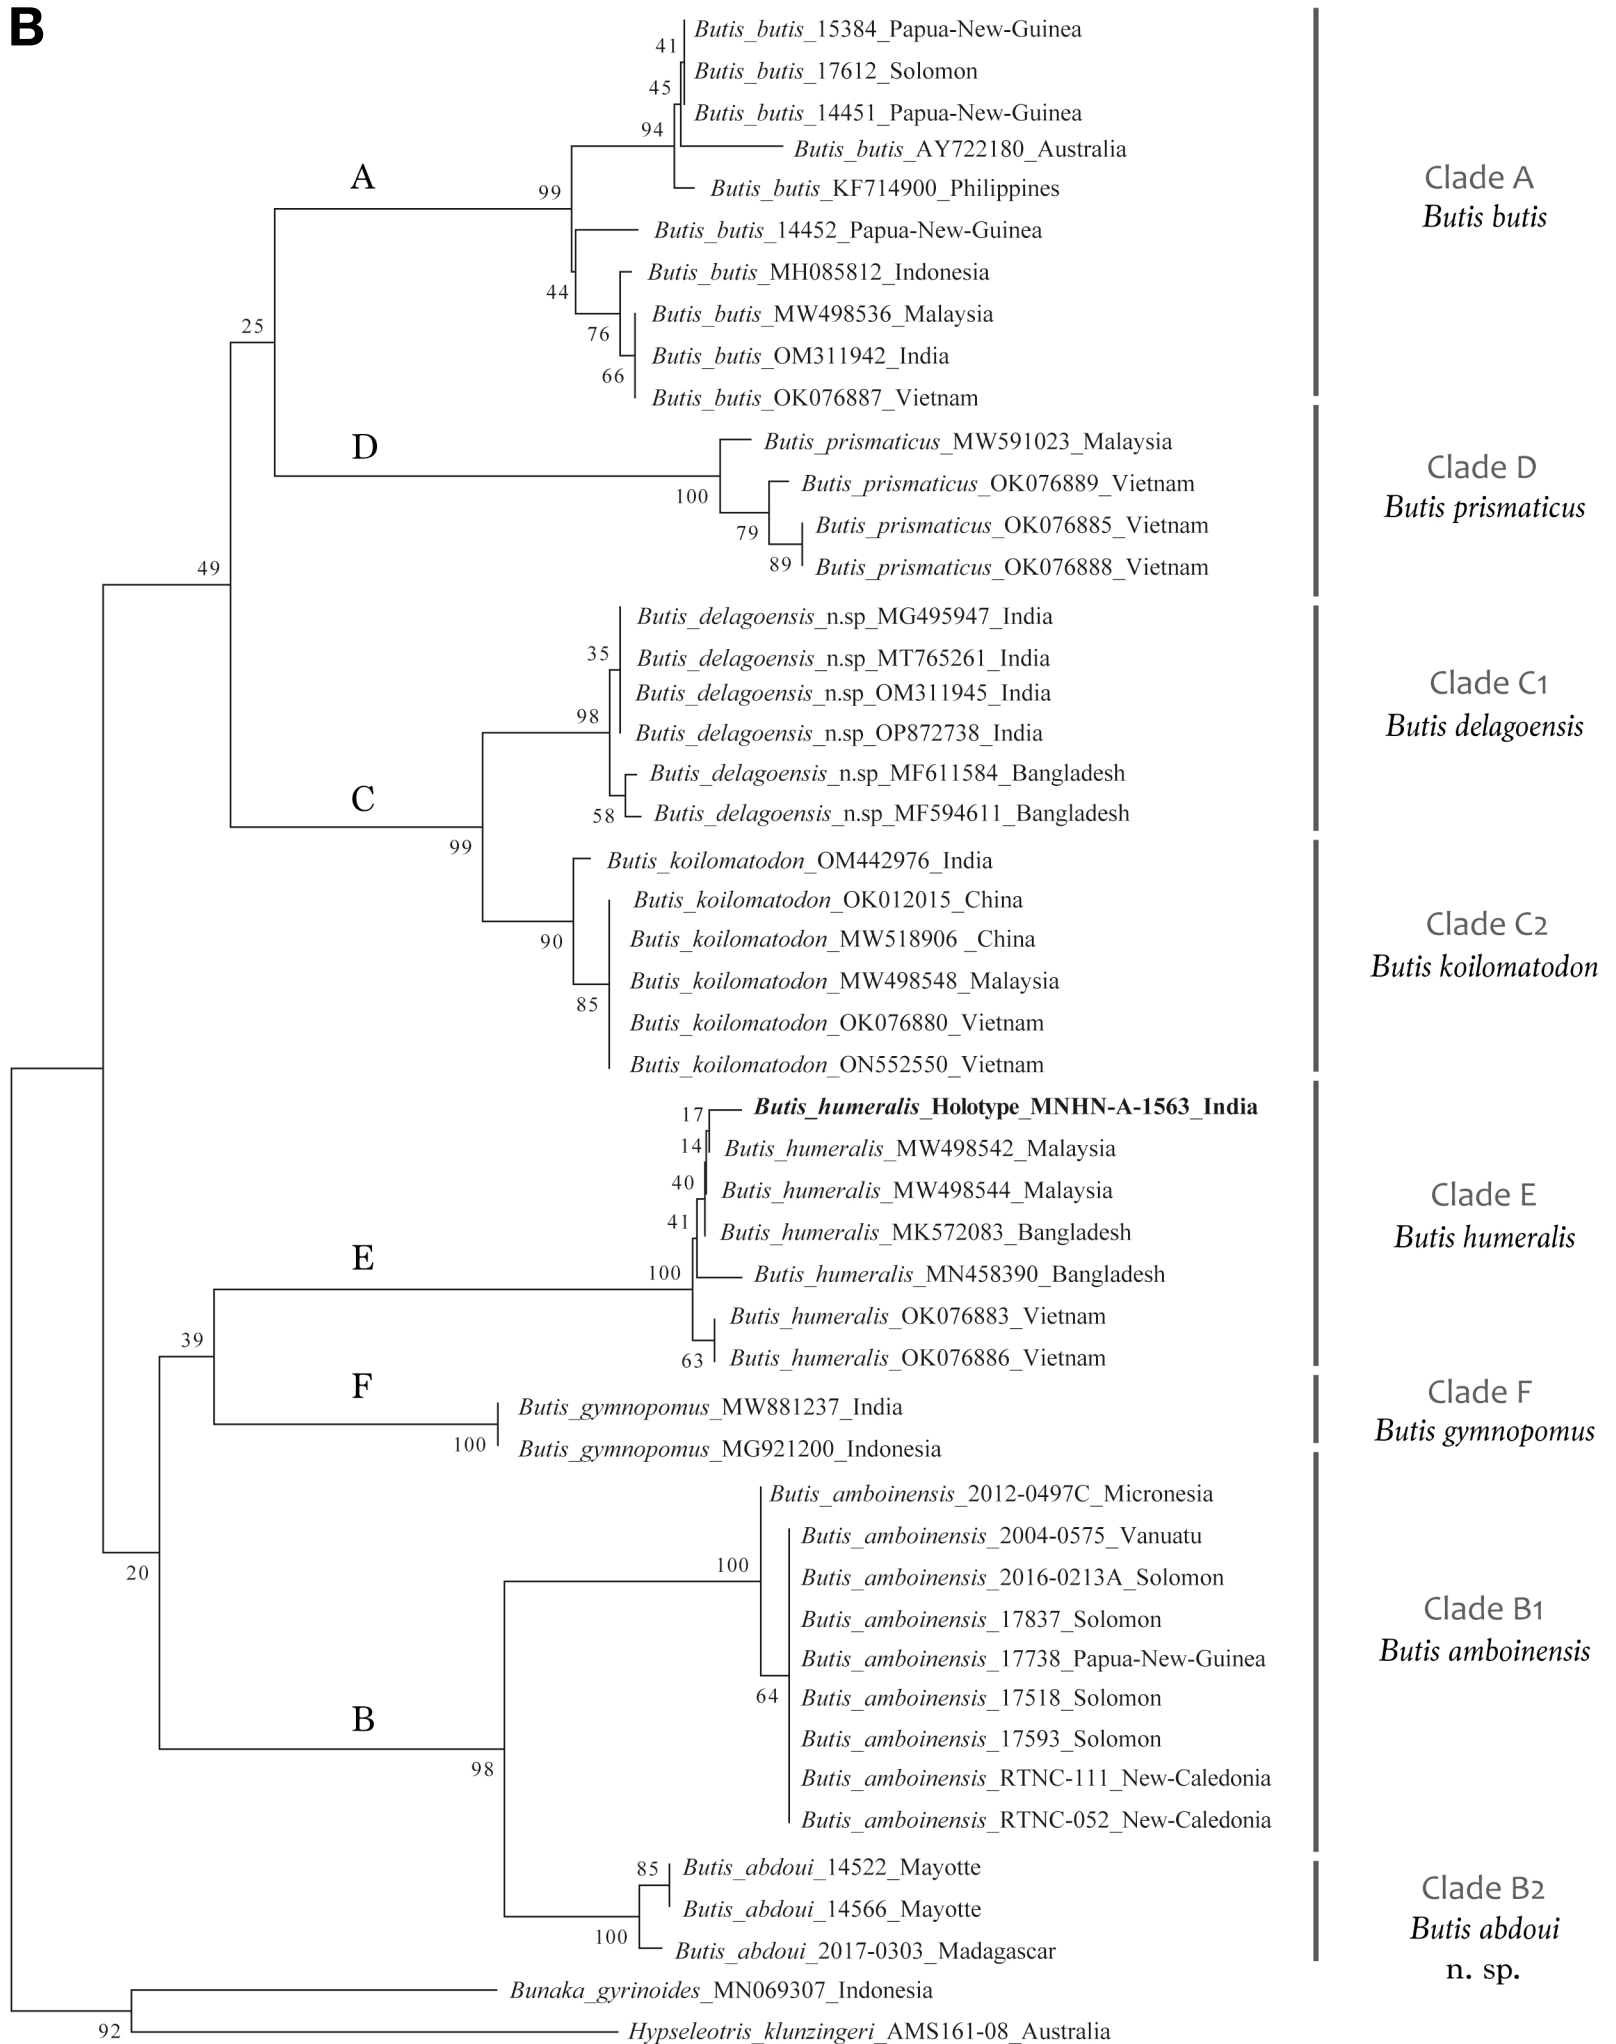 B
41
45
94
99
A
44
76
66
25
D
100
79
89
49
35
98
58
C
99
90
85
17
14
40
41
100
E
63
39
F
100
20
100
64
B
98
85
100
92
Butis_butis_15384_Papua-New-Guinea
Butis_butis_17612_Solomon
Butis_butis_14451_Papua-New-Guinea
Butis_butis_AY722180_Australia
Butis_butis_KF714900_Philippines
Butis_butis_14452_Papua-New-Guinea
Butis_butis_MH085812_Indonesia
Butis_butis_MW498536_Malaysia
Butis_butis_OM311942_India
Butis_butis_OK076887_Vietnam
Butis_prismaticus_MW591023_Malaysia
Butis_prismaticus_OK076889_Vietnam
Butis_prismaticus_OK076885_Vietnam
Butis_prismaticus_OK076888_Vietnam
Butis_delagoensis_n.sp_MG495947_India
Butis_delagoensis_n.sp_MT765261_India
Butis_delagoensis_n.sp_OM311945_India
Butis_delagoensis_n.sp_OP872738_India
Butis_delagoensis_n.sp_MF611584_Bangladesh
Butis_delagoensis_n.sp_MF594611_Bangladesh
Butis_koilomatodon_OM442976_India
Butis_koilomatodon_OK012015_China
Butis_koilomatodon_MW518906 _China
Butis_koilomatodon_MW498548_Malaysia
Butis_koilomatodon_OK076880_Vietnam
Butis_koilomatodon_ON552550_Vietnam
Butis_humeralis_Holotype_MNHN-A-1563_India
Butis_humeralis_MW498542_Malaysia
Butis_humeralis_MW498544_Malaysia
Butis_humeralis_MK572083_Bangladesh
Butis_humeralis_MN458390_Bangladesh
Butis_humeralis_OK076883_Vietnam
Butis_humeralis_OK076886_Vietnam
Butis_gymnopomus_MW881237_India
Butis_gymnopomus_MG921200_Indonesia
Butis_amboinensis_2012-0497C_Micronesia
Butis_amboinensis_2004-0575_Vanuatu
Butis_amboinensis_2016-0213A_Solomon
Butis_amboinensis_17837_Solomon
Butis_amboinensis_17738_Papua-New-Guinea
Butis_amboinensis_17518_Solomon
Butis_amboinensis_17593_Solomon
Butis_amboinensis_RTNC-111_New-Caledonia
Butis_amboinensis_RTNC-052_New-Caledonia
Butis_abdoui_14522_Mayotte
Butis_abdoui_14566_Mayotte
Butis_abdoui_2017-0303_Madagascar
Bunaka_gyrinoides_MN069307_Indonesia
Hypseleotris_klunzingeri_AMS161-08_Australia
Clade A
Butis butis
Clade D
Butis prismaticus
Clade C1
Butis delagoensis
Clade C2
Butis koilomatodon
Clade E
Butis humeralis
Clade F
Butis gymnopomus
Clade B1
Butis amboinensis
Clade B2
Butis abdoui
n. sp.